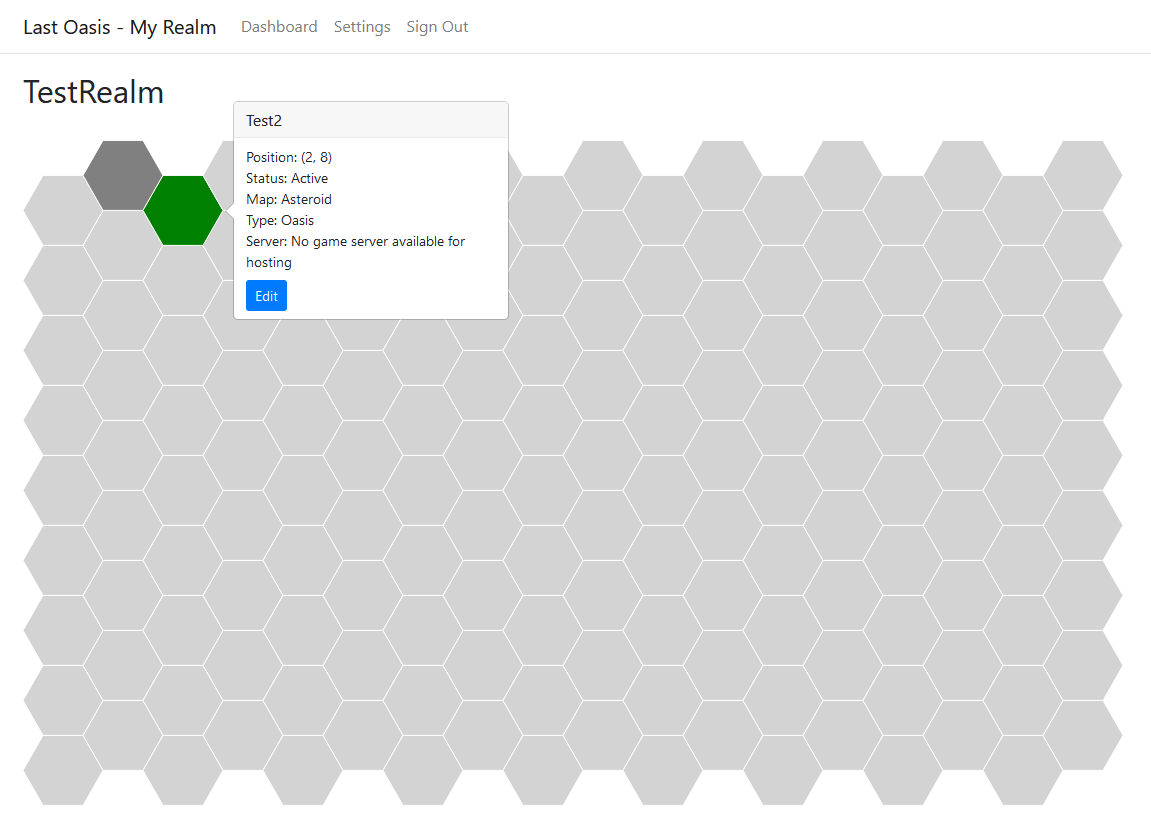 Last Oasis - My Realm Dashboard Settings Sign Out
TestRealm
Test2
Position: (2, 8)
Status: Active
Map: Asteroid
Type: Oasis
Server: No game server available for
hosting
Edit